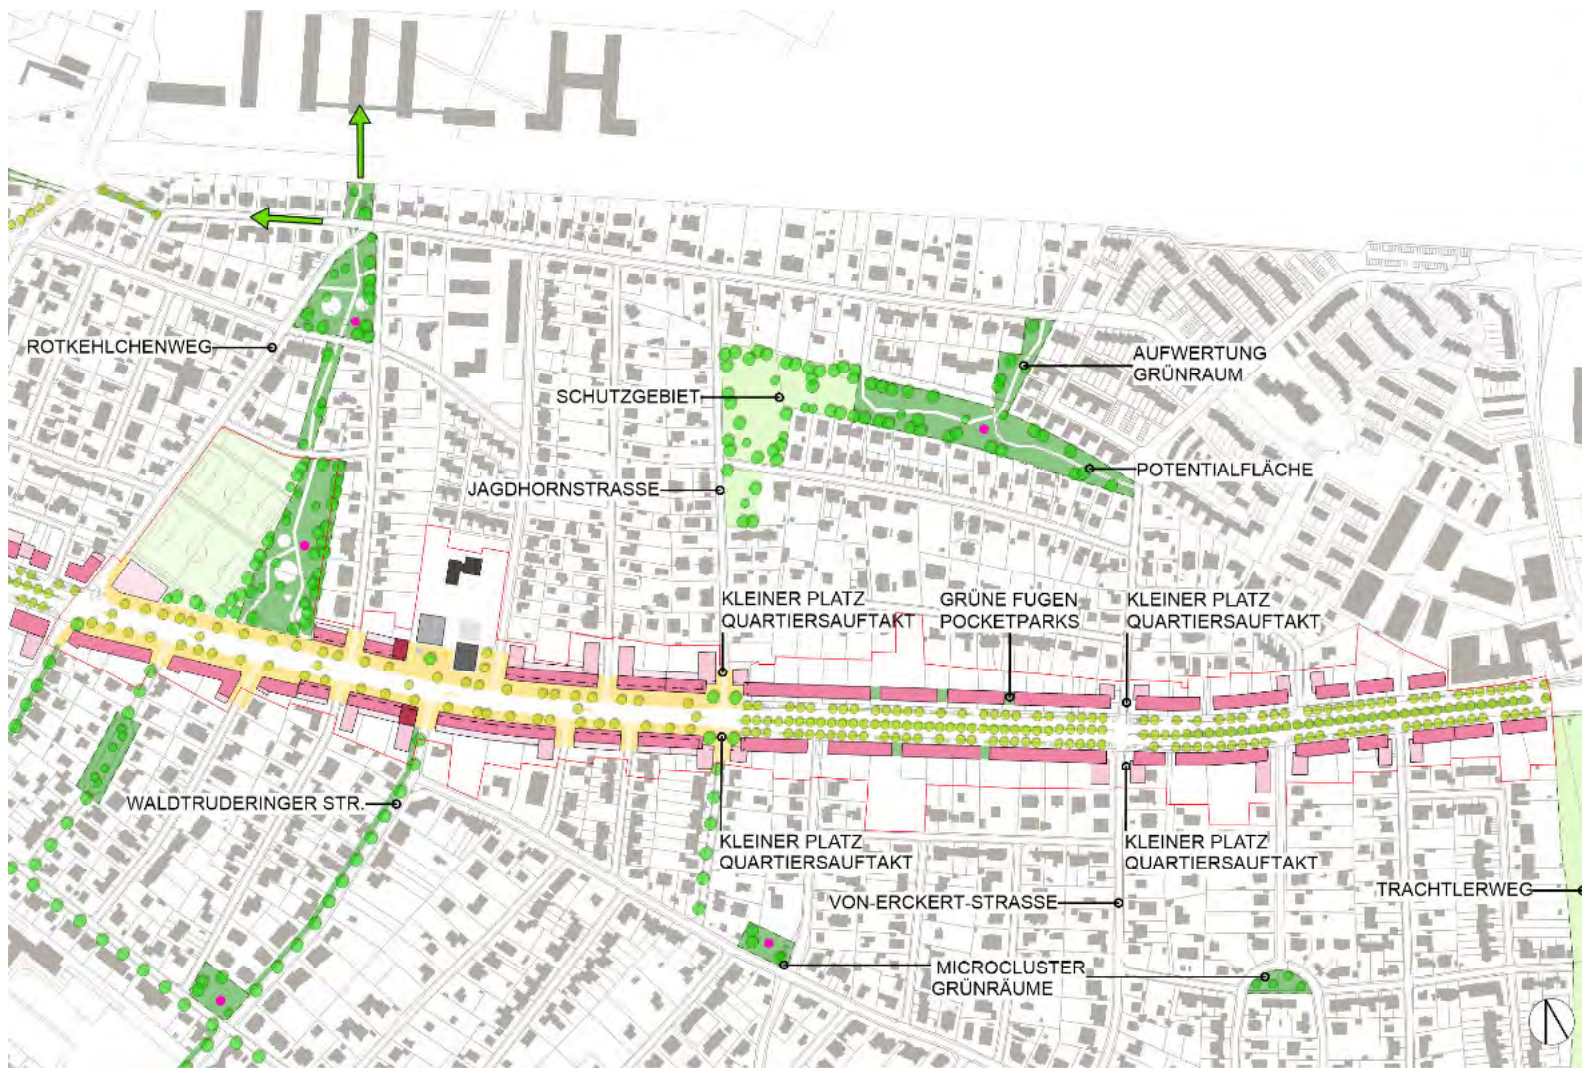 ROTKEHLCHENWEG
AUFWERTUNG
GRÜNRAUM
SCHUTZGEBIET
POTENTIALFLÄCHE
JAGDHORNSTRASSE
KLEINER PLATZ
QUARTIERSAUFTAKT
GRÜNE FUGEN
POCKETPARKS
KLEINER PLATZ
QUARTIERSAUFTAKT
WALDTRUDERINGER STR.
KLEINER PLATZ
QUARTIERSAUFTAKT
KLEINER PLATZ
QUARTIERSAUFTAKT
TRACHTLERWEG
VON-ERCKERT-STRASSE
MICROCLUSTER
GRÜNRÄUME